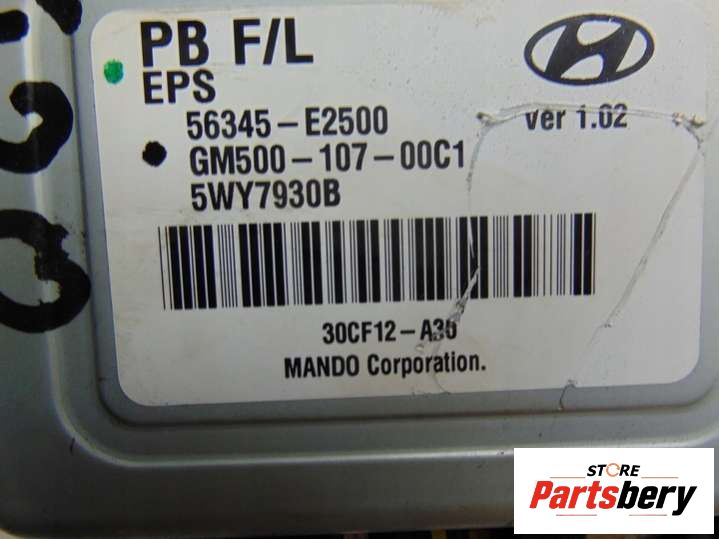 PB F/L
EPS
56345-E2500
ver 1.02
GM500-107-00C1
5WY7930B
30CF12-A30
MANDO Corporation.
STORE
Partsbery